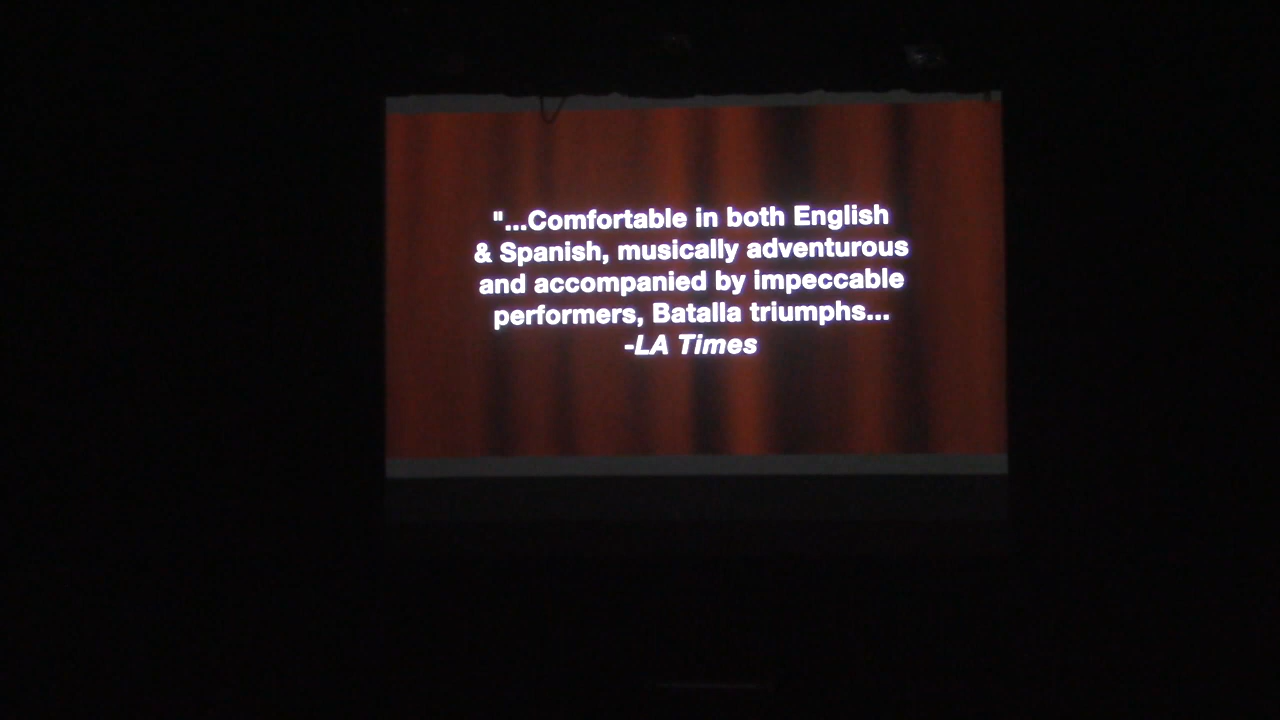 "...Comfortable in both English
& Spanish, musically adventurous
and accompanied by impeccable
performers, Batalla triumphs...
-LA Times